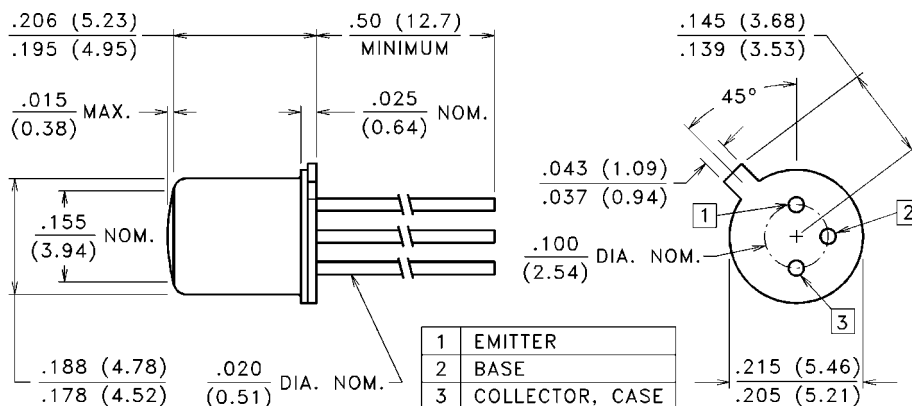 .206 (5.23)
.195 (4.95)
.50 (12.7)
MINIMUM
.145 (3.68)
.139 (3.53)
.015
(0.38) MAX.
.025
(0.64) NOM.
45°
.043 (1.09)
.037 (0.94)
.155
(3.94) NOM.
1
2
.100
(2.54) DIA. NOM.
3
.188 (4.78)
.178 (4.52)
.020
(0.51) DIA. NOM.
1 EMITTER
2 BASE
3 COLLECTOR, CASE
.215 (5.46)
.205 (5.21)